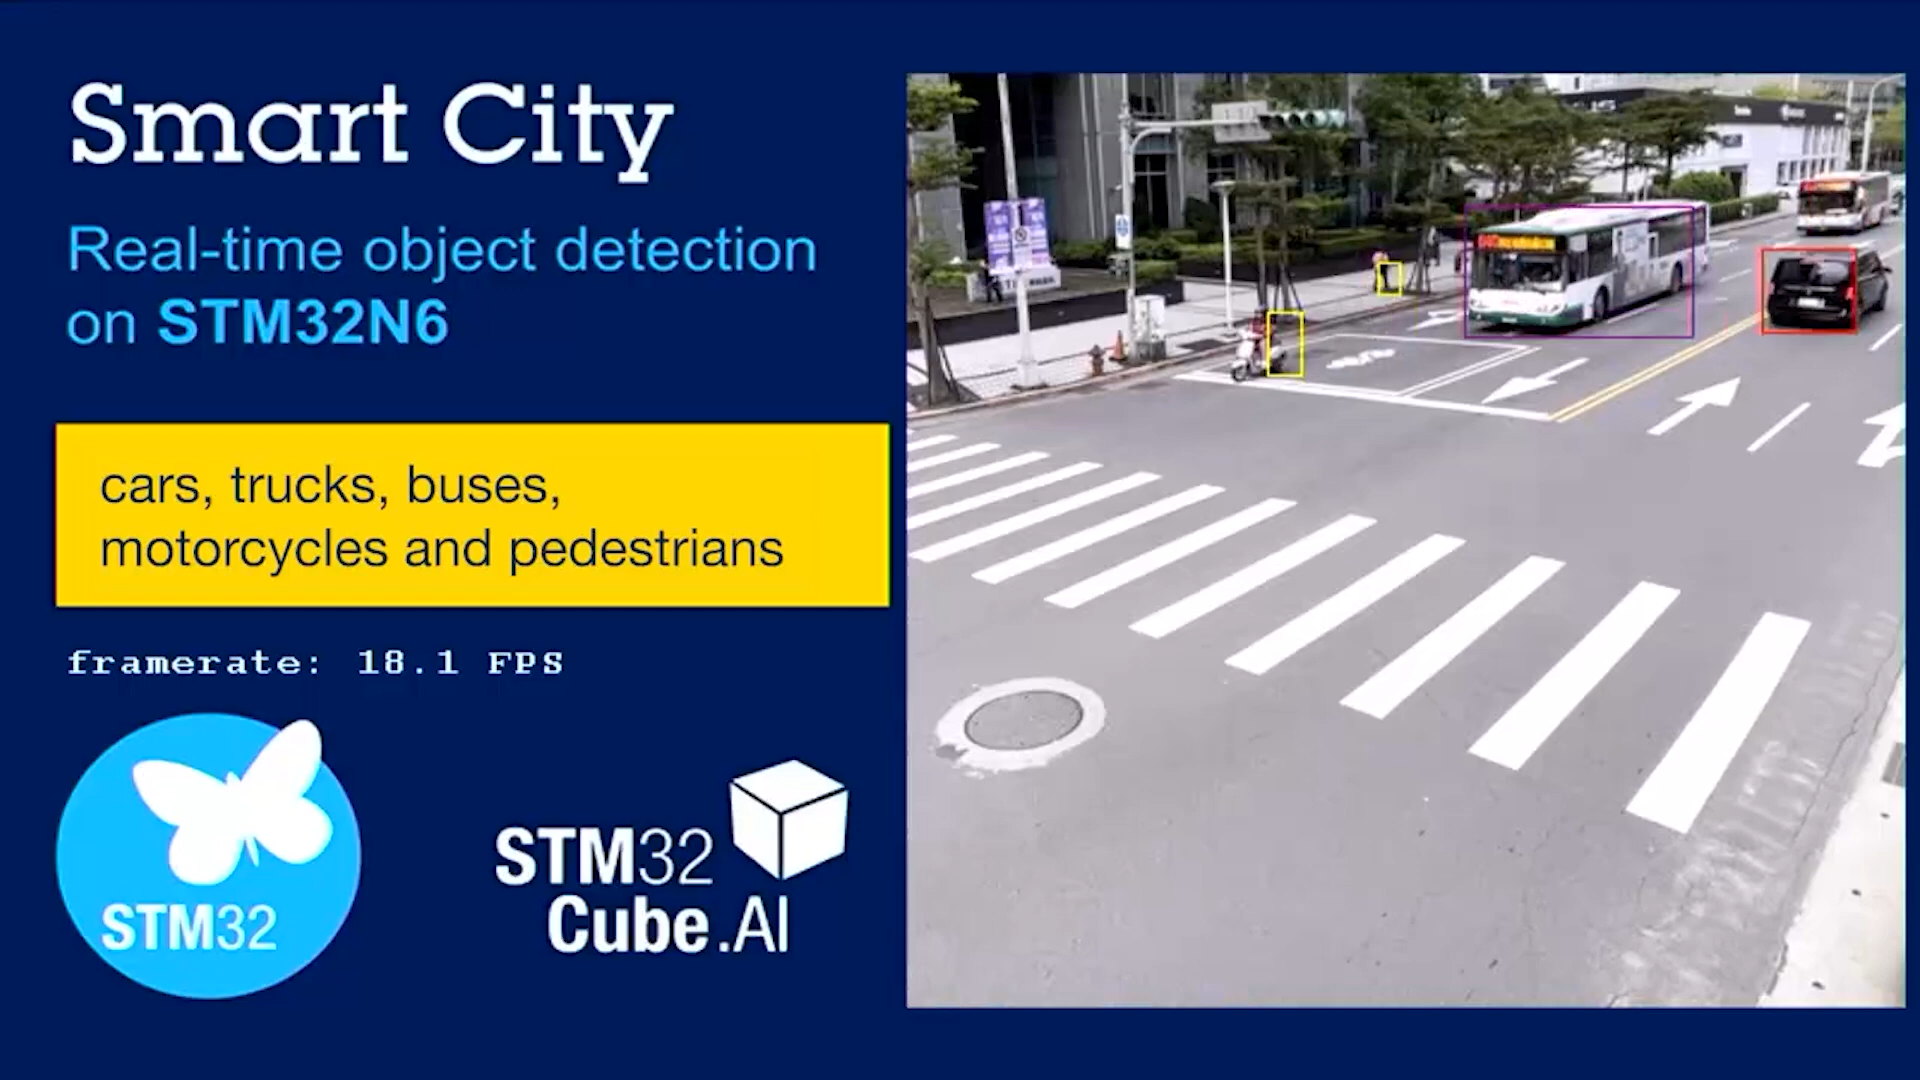 Smart City
Real-time object detection
on STM32N6
cars, trucks, buses,
motorcycles and pedestrians
framerate: 18.1 FPS
STM32
STM32
Cube.AI